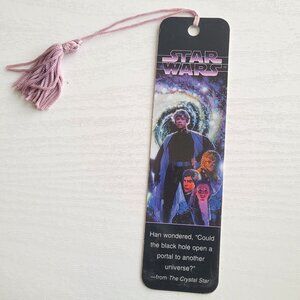 STAR
WARS
Han wondered, "Could
the black hole open a
portal to another
universe?"
—from The Crystal Star